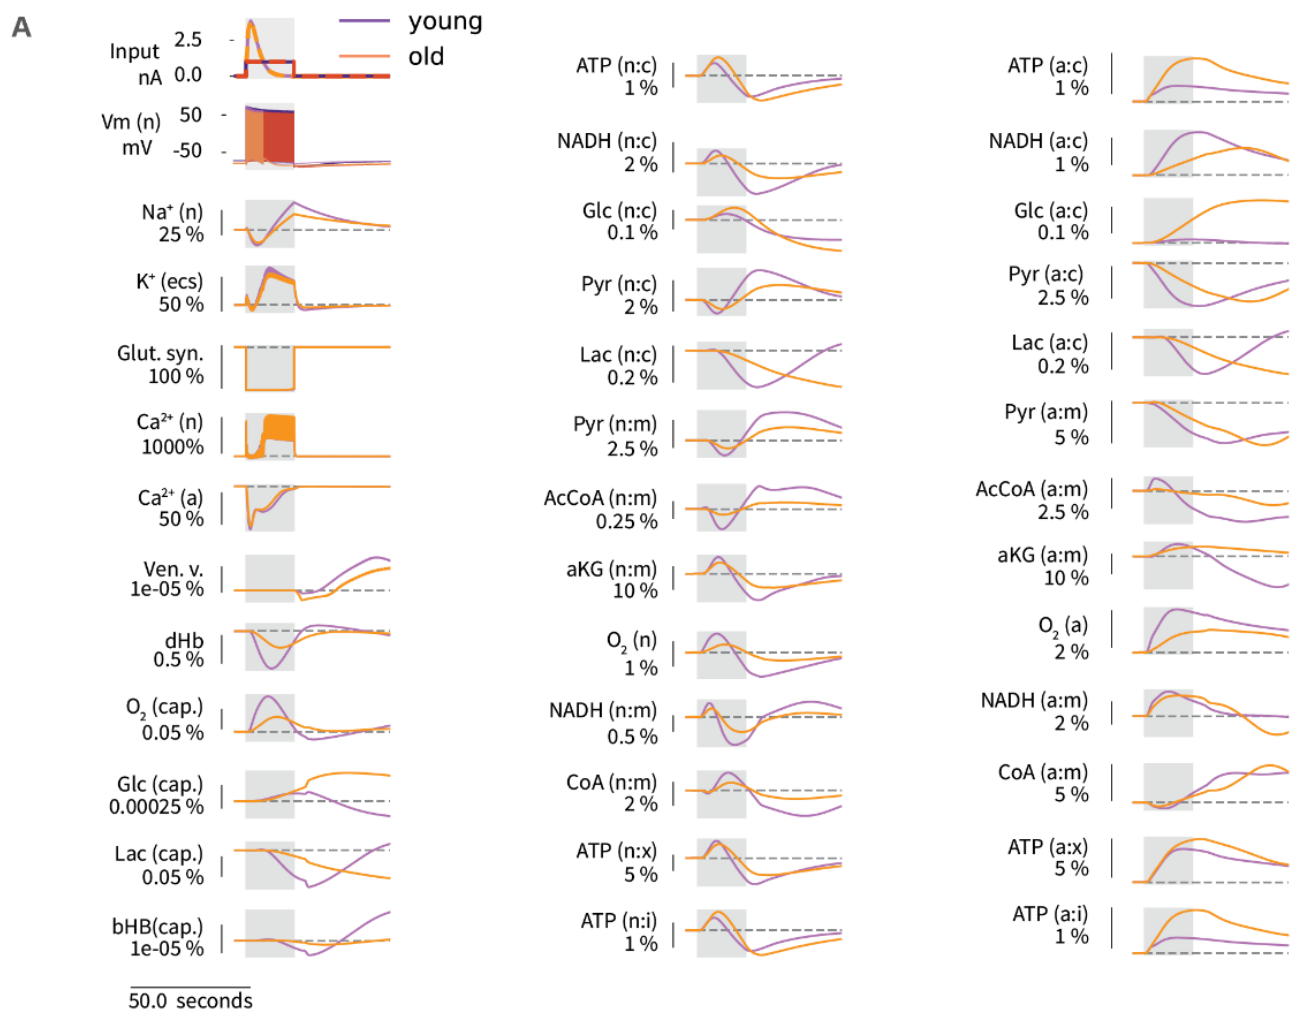 A
young
old
Input
nA
2.5
0.0
Vm (n)
mV
50
-50
Na⁺ (n)
25 %
K⁺ (ecs)
50 %
Glut. syn.
100 %
Ca²⁺ (n)
1000%
Ca²⁺ (a)
50 %
Ven. v.
1e-05 %
dHb
0.5 %
O₂ (cap.)
0.05 %
Glc (cap.)
0.00025 %
Lac (cap.)
0.05 %
bHB(cap.)
1e-05 %
50.0 seconds
ATP (n:c)
1 %
NADH (n:c)
2 %
Glc (n:c)
0.1 %
Pyr (n:c)
2 %
Lac (n:c)
0.2 %
Pyr (n:m)
2.5 %
AcCoA (n:m)
0.25 %
aKG (n:m)
10 %
O₂ (n)
1 %
NADH (n:m)
0.5 %
CoA (n:m)
2 %
ATP (n:x)
5 %
ATP (n:i)
1 %
ATP (a:c)
1 %
NADH (a:c)
1 %
Glc (a:c)
0.1 %
Pyr (a:c)
2.5 %
Lac (a:c)
0.2 %
Pyr (a:m)
5 %
AcCoA (a:m)
2.5 %
aKG (a:m)
10 %
O₂ (a)
2 %
NADH (a:m)
2 %
CoA (a:m)
5 %
ATP (a:x)
5 %
ATP (a:i)
1 %